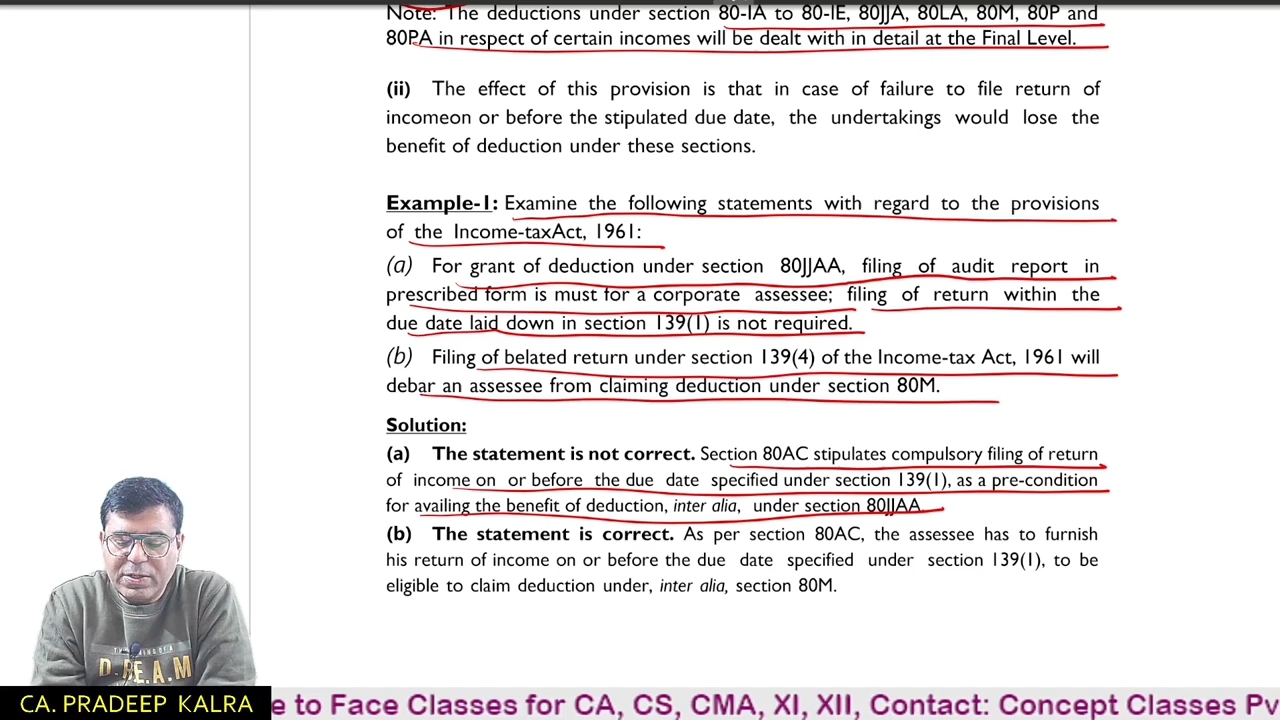 Note: The deductions under section 80-IA to 80-IE, 80JJA, 80LA, 80M, 80P and
80PA in respect of certain incomes will be dealt with in detail at the Final Level.
(ii) The effect of this provision is that in case of failure to file return of
incomeon or before the stipulated due date, the undertakings would lose the
benefit of deduction under these sections.
Example-1: Examine the following statements with regard to the provisions
of the Income-taxAct, 1961:
(a) For grant of deduction under section 80JJAA, filing of audit report in
prescribed form is must for a corporate assessee; filing of return within the
due date laid down in section 139(1) is not required.
(b) Filing of belated return under section 139(4) of the Income-tax Act, 1961 will
debar an assessee from claiming deduction under section 80M.
Solution:
(a) The statement is not correct. Section 80AC stipulates compulsory filing of return
of income on or before the due date specified under section 139(1), as a pre-condition
for availing the benefit of deduction, inter alia, under section 80JJAA.
(b) The statement is correct. As per section 80AC, the assessee has to furnish
his return of income on or before the due date specified under section 139(1), to be
eligible to claim deduction under, inter alia, section 80M.
D.R.E.A.M
CA. PRADEEP KALRA
e to Face Classes for CA, CS, CMA, XI, XII, Contact: Concept Classes Pv